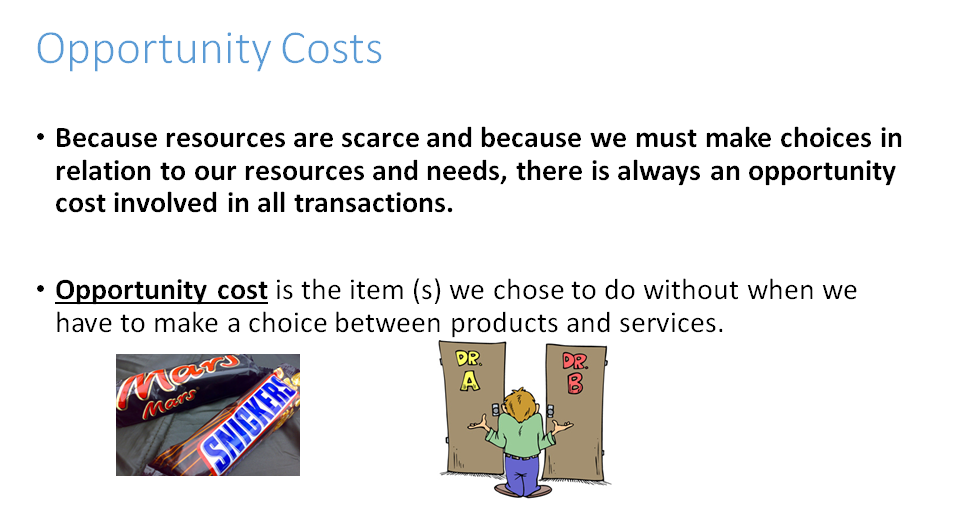 Opportunity Costs
• Because resources are scarce and because we must make choices in
relation to our resources and needs, there is always an opportunity
cost involved in all transactions.
• Opportunity cost is the item (s) we chose to do without when we
have to make a choice between products and services.
Mars
Mars
SNICKERS
DR.
A
DR.
B